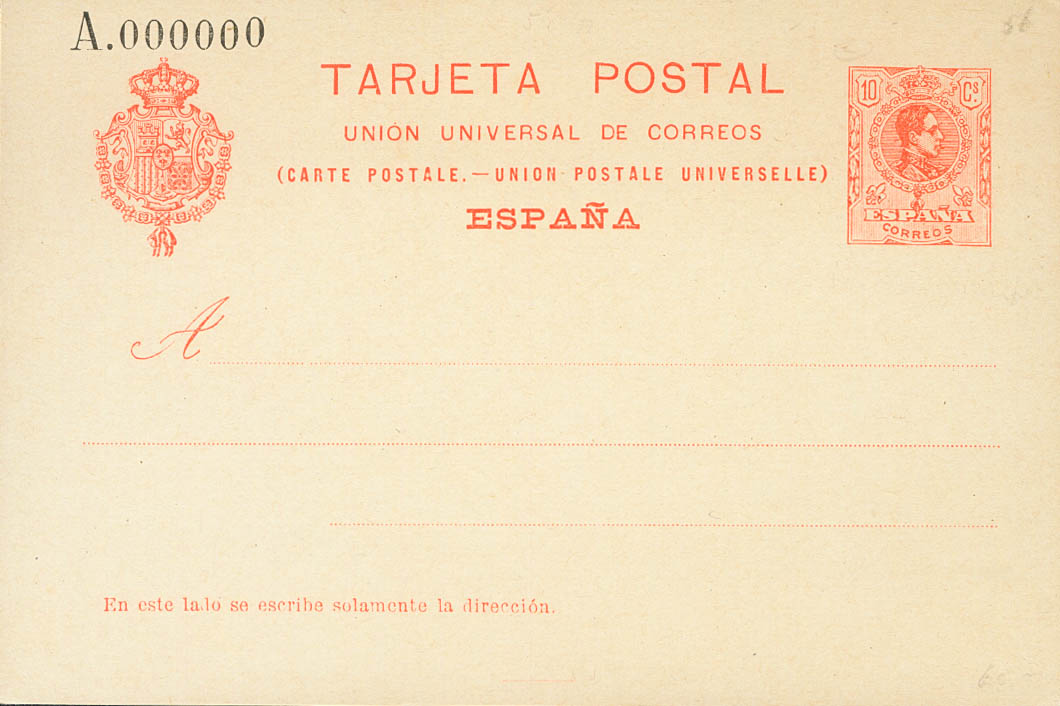 A.000000
TARJETA POSTAL
UNIÓN UNIVERSAL DE CORREOS
(CARTE POSTALE.—UNION POSTALE UNIVERSELLE)
ESPAÑA
10 Cs.
ESPAÑA
CORREOS
A
En este lado se escribe solamente la dirección.